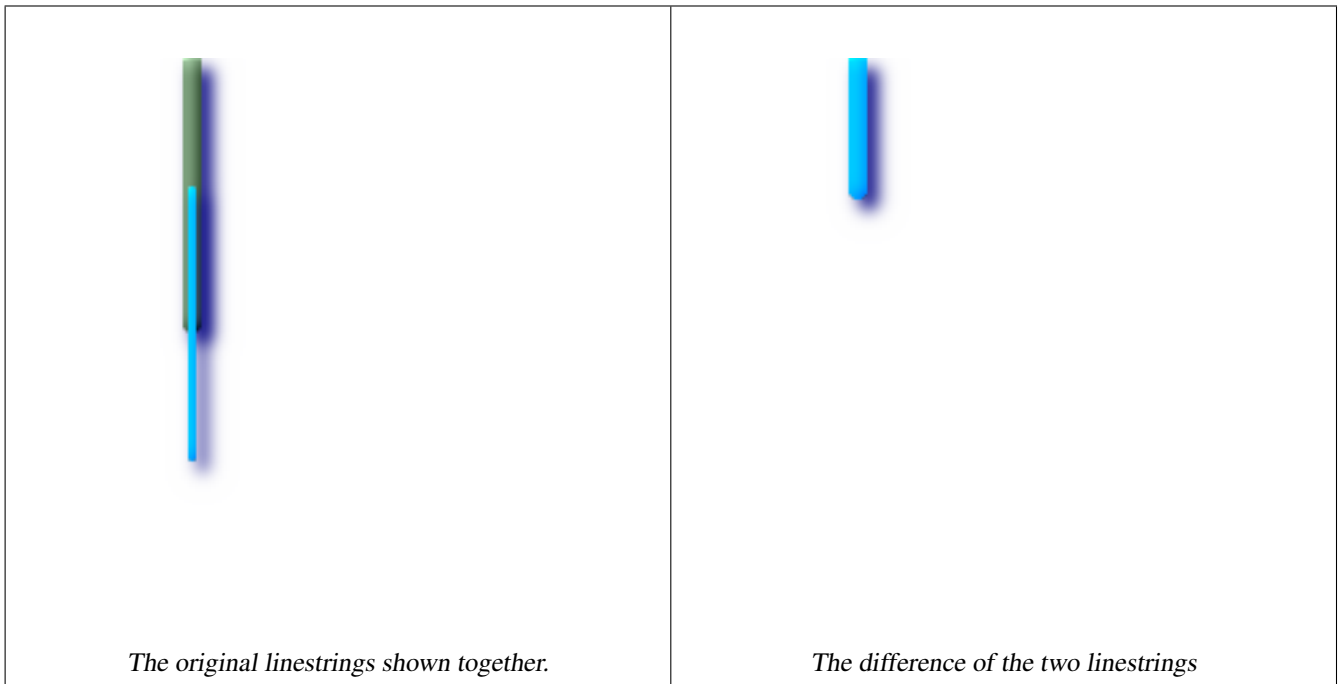 The original linestrings shown together.
The difference of the two linestrings